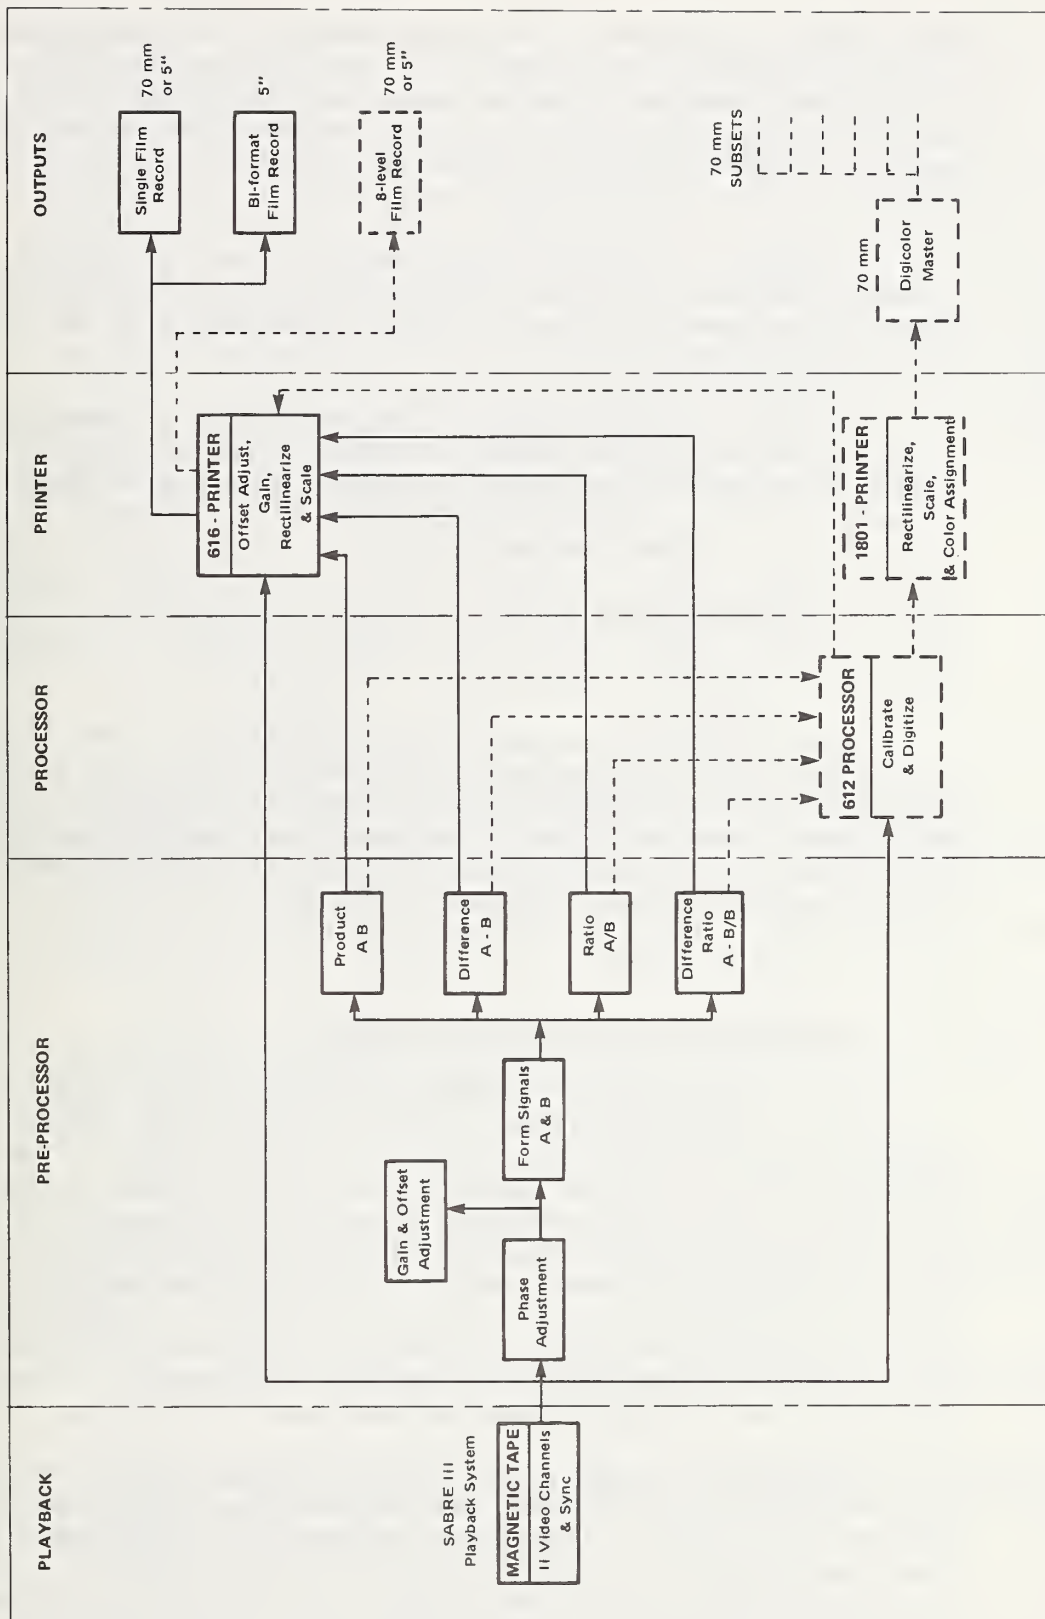 PLAYBACK
PRE-PROCESSOR
PROCESSOR
PRINTER
OUTPUTS
SABRE III
Playback System
MAGNETIC TAPE
II Video Channels
& Sync
Phase
Adjustment
Gain & Offset
Adjustment
Form Signals
A & B
Product
A B
Difference
A - B
Ratio
A/B
Difference
Ratio
A - B/B
612 PROCESSOR
Calibrate
& Digitize
616 - PRINTER
Offset Adjust,
Gain,
Rectilinearize
& Scale
1801 - PRINTER
Rectilinearize,
Scale,
& Color Assignment
Single Film
Record
70 mm
or 5"
Bi-format
Film Record
5"
8-level
Film Record
70 mm
or 5"
70 mm
Digicolor
Master
70 mm
SUBSETS